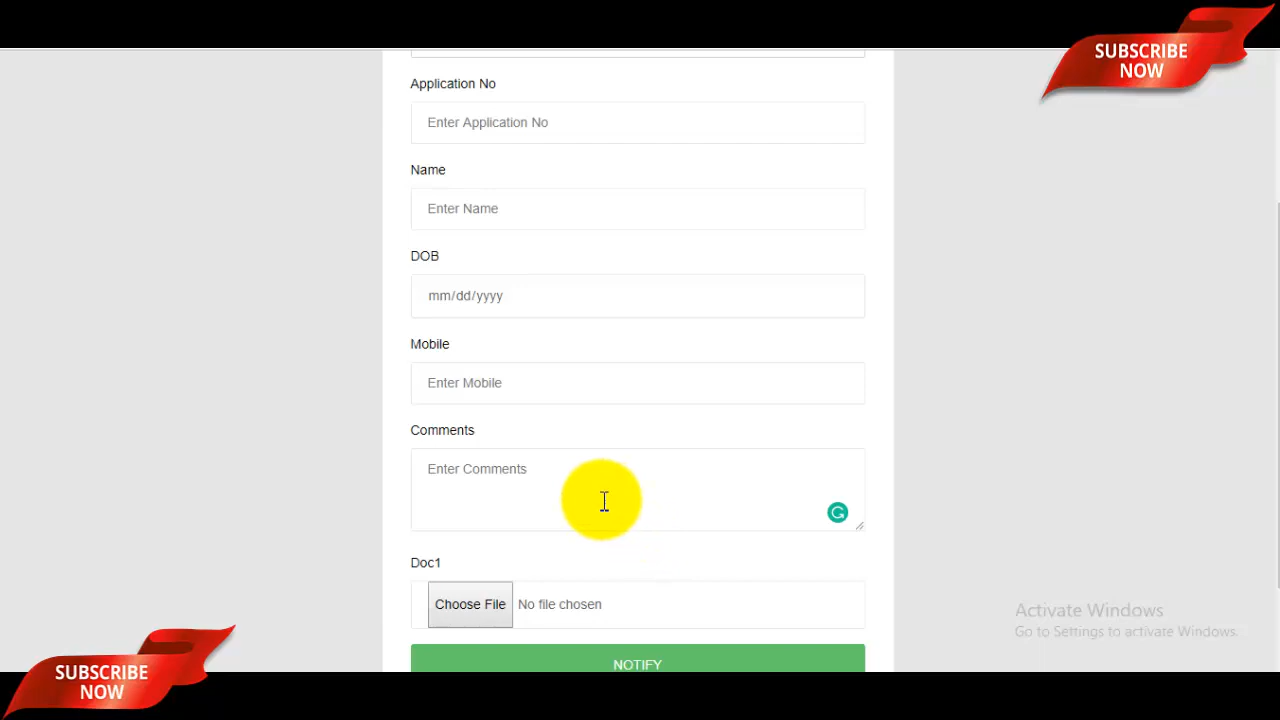 SUBSCRIBE
NOW
Application No
Enter Application No
Name
Enter Name
DOB
mm/dd/yyyy
Mobile
Enter Mobile
Comments
Enter Comments
Doc1
Choose File No file chosen
Activate Windows
Go to Settings to activate Windows.
NOTIFY
SUBSCRIBE
NOW